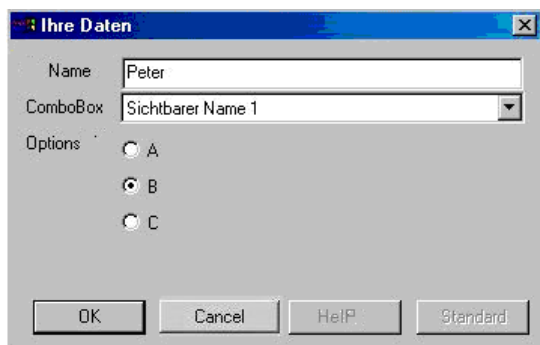 Ihre Daten
Name Peter
ComboBox Sichtbarer Name 1
Options A
B
C
OK Cancel HelP Standard